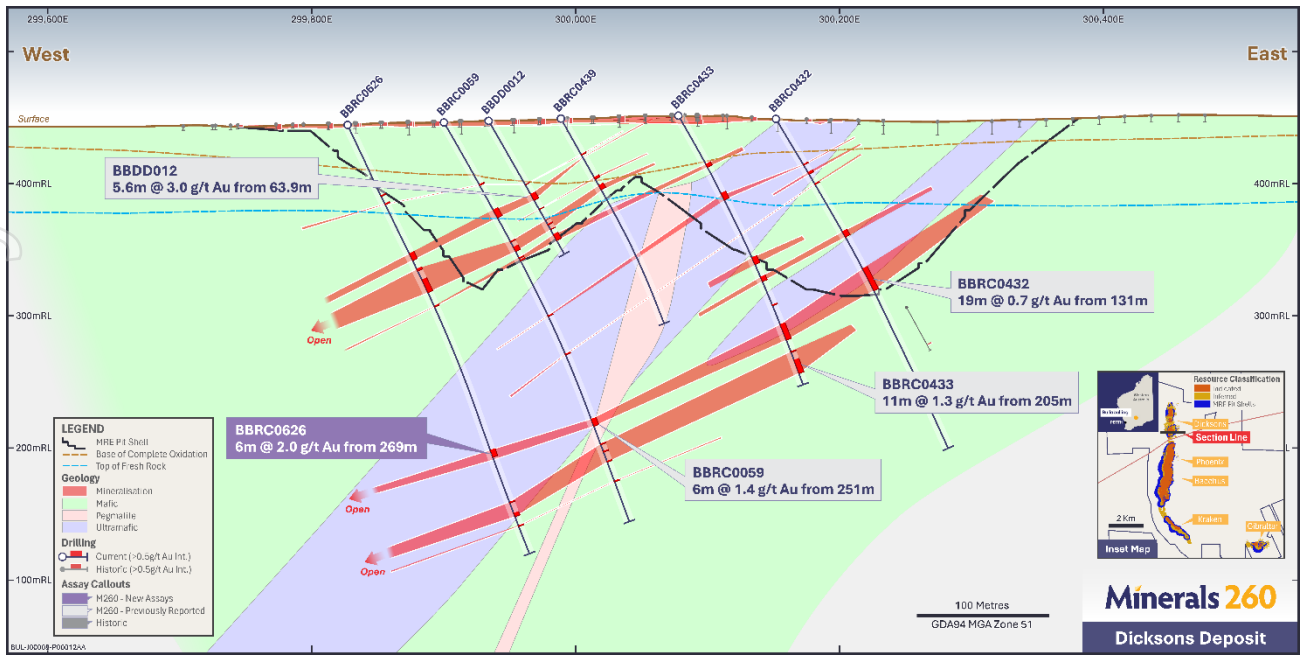 299,600E
299,800E
300,000E
300,200E
300,400E
West
East
BBRC0626
BBRC0059
BBDD0012
BBRC0439
BBRC0433
BBRC0432
Surface
400mRL
400mRL
300mRL
300mRL
200mRL
200mRL
100mRL
100mRL
BBDD012
5.6m @ 3.0 g/t Au from 63.9m
BBRC0432
19m @ 0.7 g/t Au from 131m
BBRC0433
11m @ 1.3 g/t Au from 205m
BBRC0626
6m @ 2.0 g/t Au from 269m
BBRC0059
6m @ 1.4 g/t Au from 251m
Open
Open
Open
LEGEND
MRE Pit Shell
Base of Complete Oxidation
Top of Fresh Rock
Geology
Mineralisation
Mafic
Pegmatite
Ultramafic
Drilling
Current (>0.5g/t Au Int.)
Historic (>0.5g/t Au Int.)
Assay Callouts
M260 - New Assays
M260 - Previously Reported
Historic
Resource Classification
Indicated
Inferred
MRE Pit Shells
Dicksons
Section Line
Phoenix
Bacchus
Kraken
Gibraltar
2 Km
Inset Map
100 Metres
GDA94 MGA Zone 51
Minerals 260
Dicksons Deposit